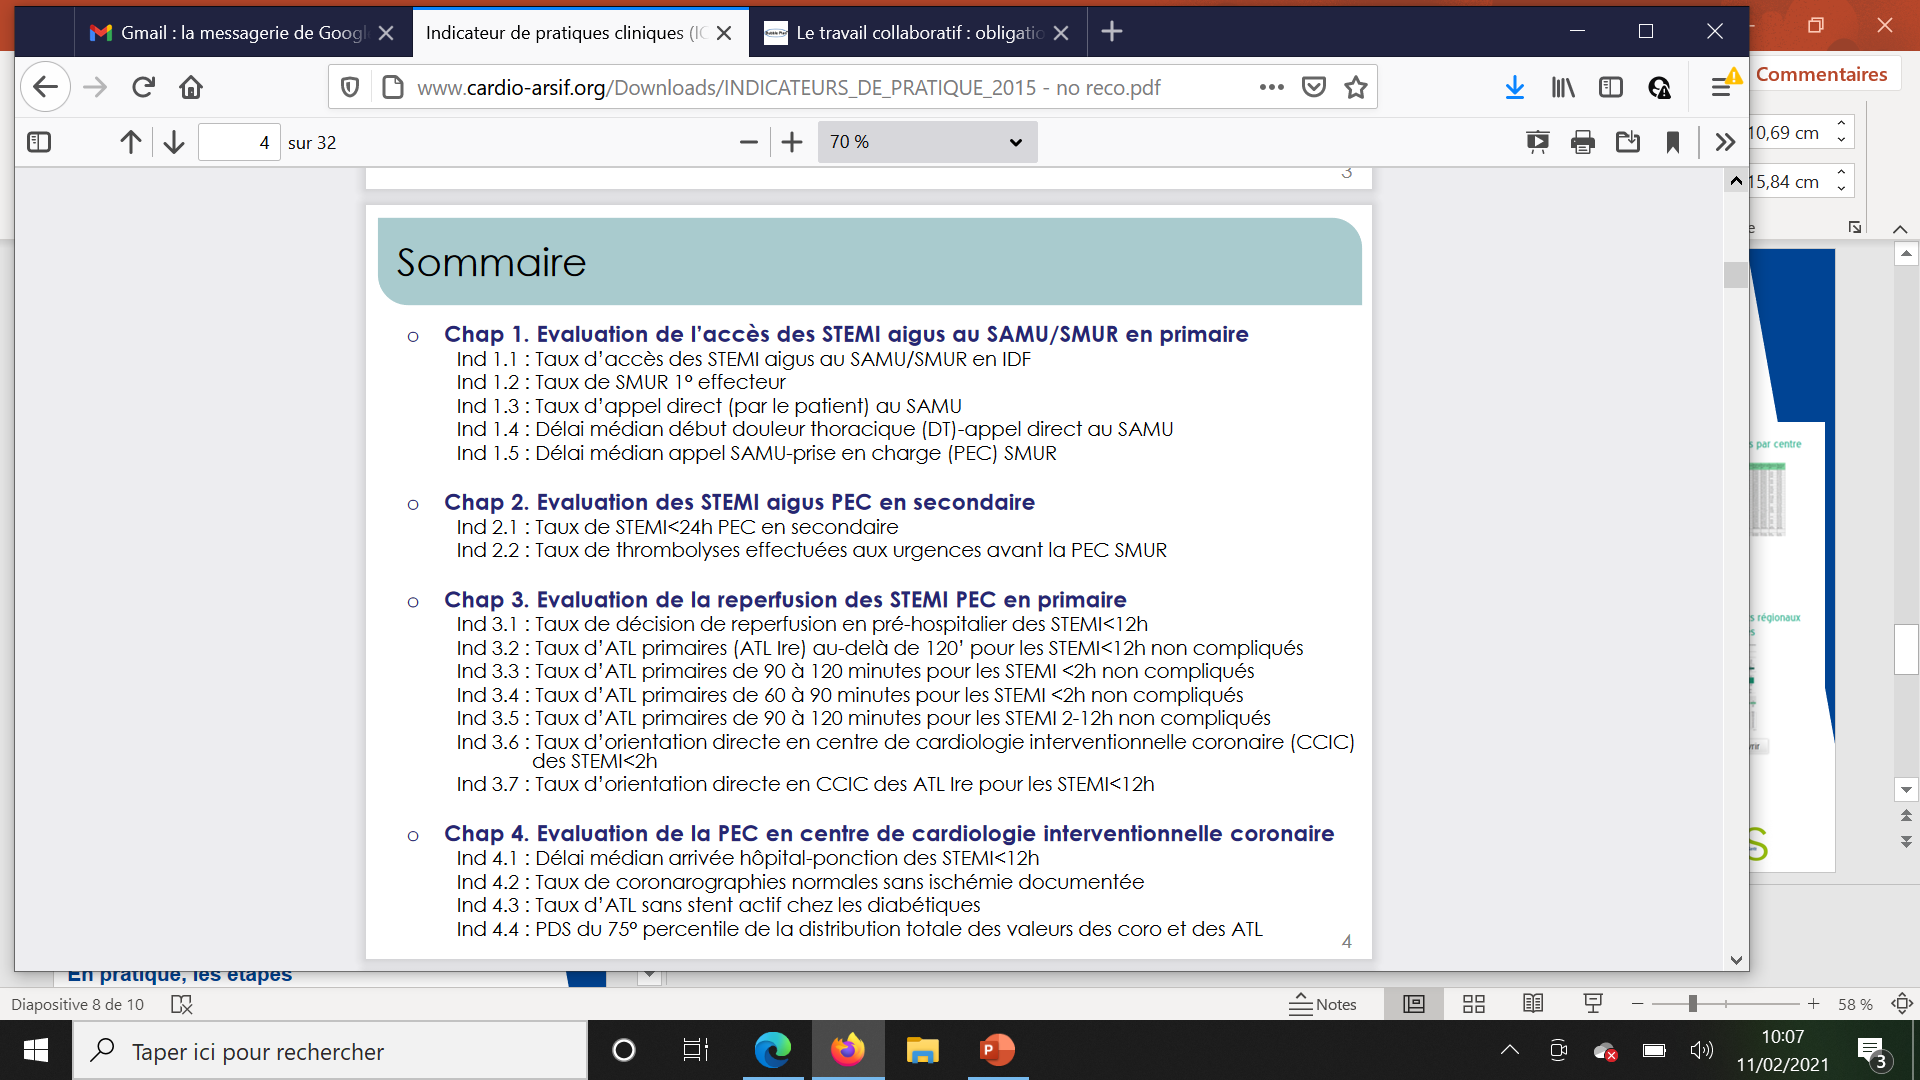 Gmail : la messagerie de Googl
Indicateur de pratiques cliniques (IC
Le travail collaboratif : obligatio
Commentaires
www.cardio-arsif.org/Downloads/INDICATEURS_DE_PRATIQUE_2015 - no reco.pdf
4 sur 32
70 %
10,69 cm
15,84 cm
3
Sommaire
o Chap 1. Evaluation de l’accès des STEMI aigus au SAMU/SMUR en primaire
Ind 1.1 : Taux d’accès des STEMI aigus au SAMU/SMUR en IDF
Ind 1.2 : Taux de SMUR 1° effecteur
Ind 1.3 : Taux d’appel direct (par le patient) au SAMU
Ind 1.4 : Délai médian début douleur thoracique (DT)-appel direct au SAMU
Ind 1.5 : Délai médian appel SAMU-prise en charge (PEC) SMUR
o Chap 2. Evaluation des STEMI aigus PEC en secondaire
Ind 2.1 : Taux de STEMI<24h PEC en secondaire
Ind 2.2 : Taux de thrombolyses effectuées aux urgences avant la PEC SMUR
o Chap 3. Evaluation de la reperfusion des STEMI PEC en primaire
Ind 3.1 : Taux de décision de reperfusion en pré-hospitalier des STEMI<12h
Ind 3.2 : Taux d’ATL primaires (ATL Ire) au-delà de 120’ pour les STEMI<12h non compliqués
Ind 3.3 : Taux d’ATL primaires de 90 à 120 minutes pour les STEMI <2h non compliqués
Ind 3.4 : Taux d’ATL primaires de 60 à 90 minutes pour les STEMI <2h non compliqués
Ind 3.5 : Taux d’ATL primaires de 90 à 120 minutes pour les STEMI 2-12h non compliqués
Ind 3.6 : Taux d’orientation directe en centre de cardiologie interventionnelle coronaire (CCIC)
des STEMI<2h
Ind 3.7 : Taux d’orientation directe en CCIC des ATL Ire pour les STEMI<12h
o Chap 4. Evaluation de la PEC en centre de cardiologie interventionnelle coronaire
Ind 4.1 : Délai médian arrivée hôpital-ponction des STEMI<12h
Ind 4.2 : Taux de coronarographies normales sans ischémie documentée
Ind 4.3 : Taux d’ATL sans stent actif chez les diabétiques
Ind 4.4 : PDS du 75° percentile de la distribution totale des valeurs des coro et des ATL
4
s par centre
s régionaux
En pratique, les étapes
Diapositive 8 de 10
Notes
58 %
Taper ici pour rechercher
10:07
11/02/2021
3